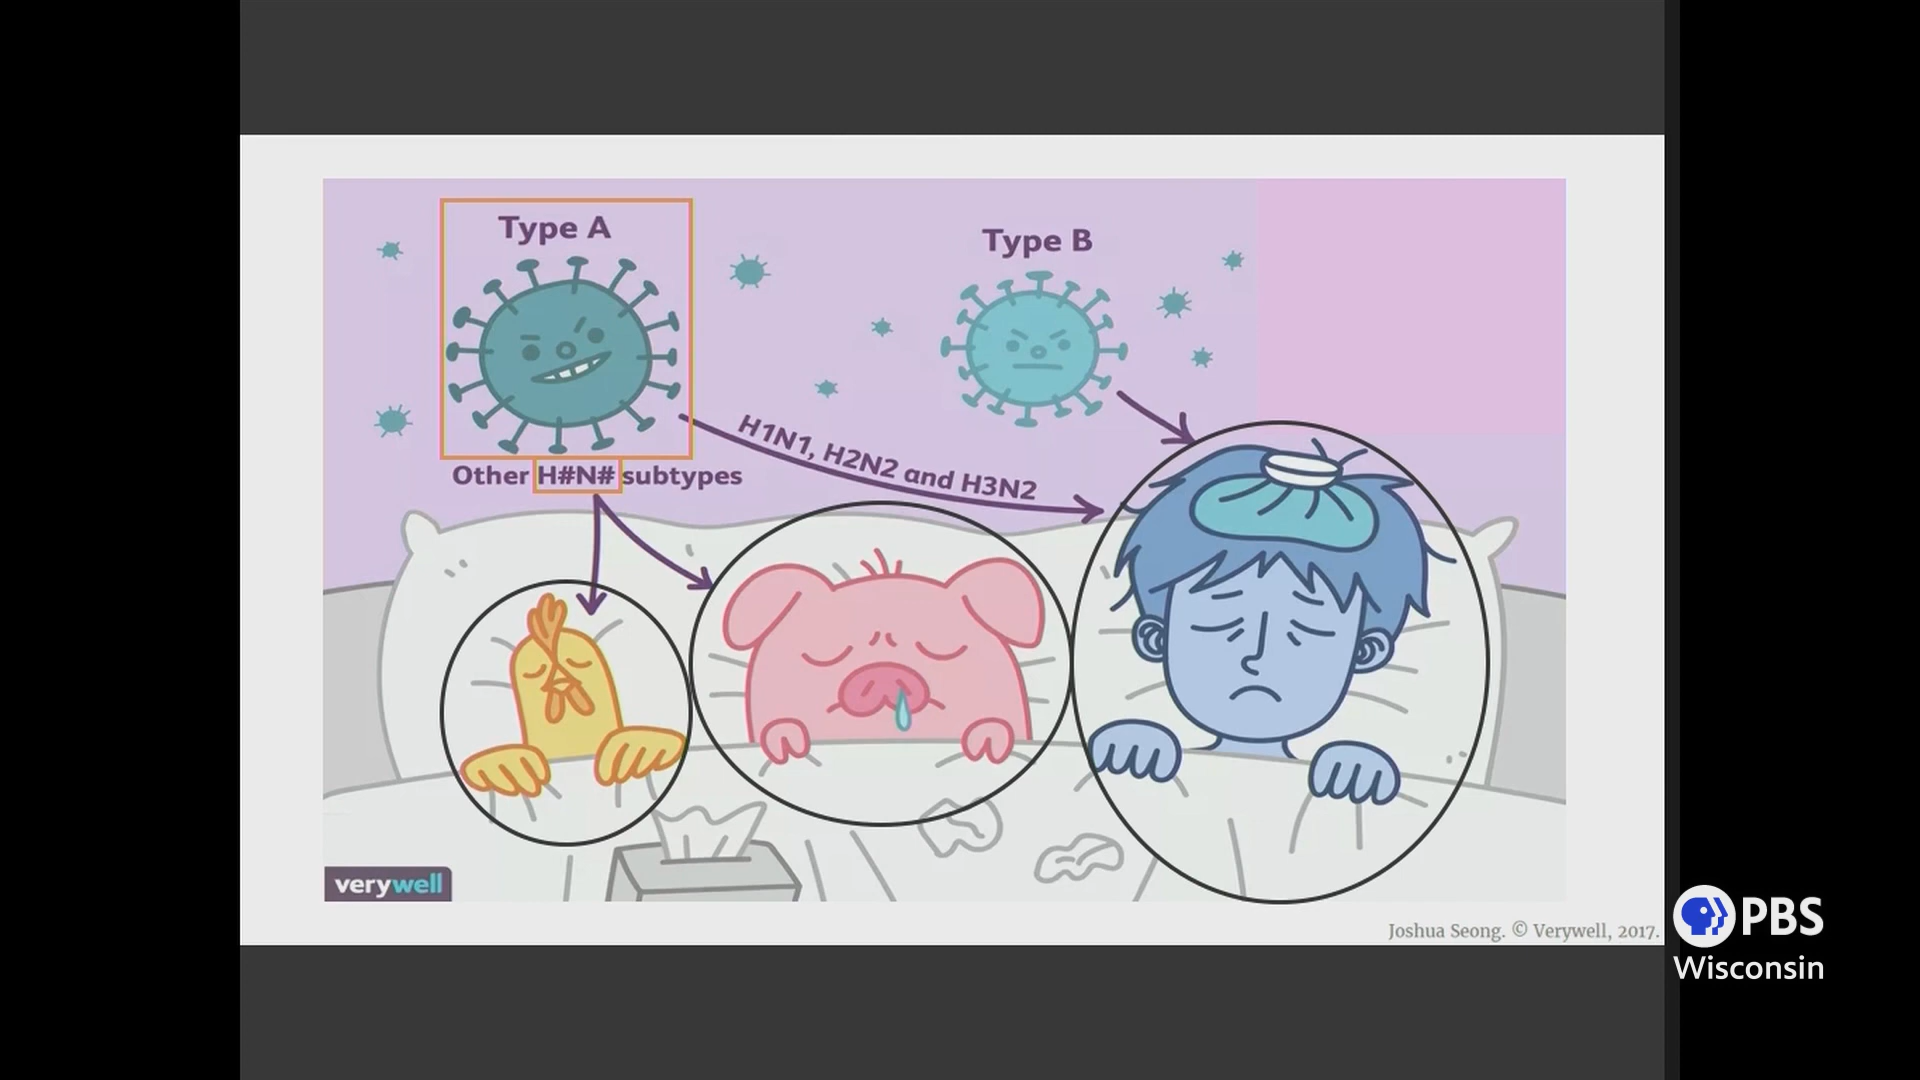 Type A
Type B
H1N1, H2N2 and H3N2
Other H#N# subtypes
verywell
Joshua Seong. © Verywell, 2017.
PBS
Wisconsin